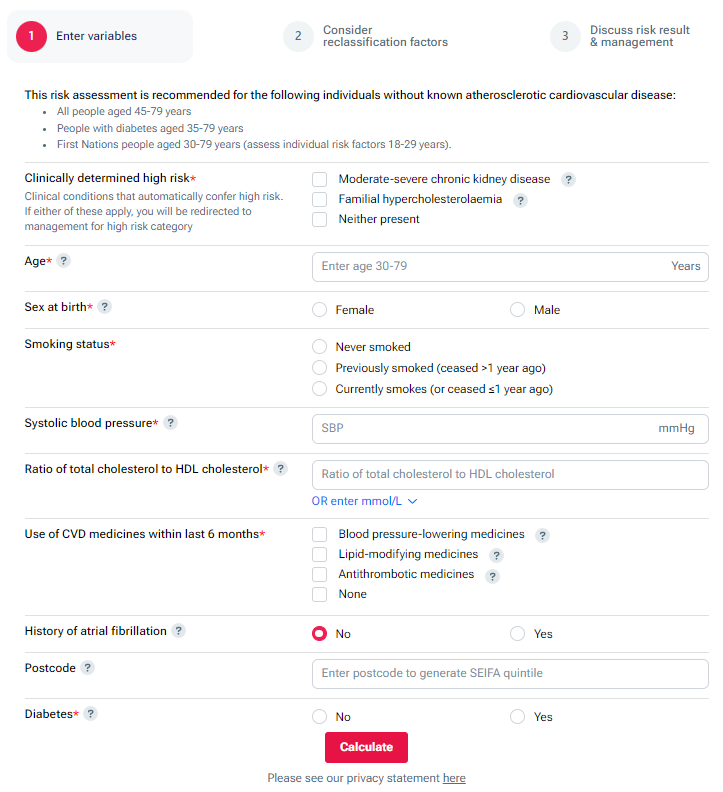 1 Enter variables
2 Consider reclassification factors
3 Discuss risk result & management
This risk assessment is recommended for the following individuals without known atherosclerotic cardiovascular disease:
• All people aged 45-79 years
• People with diabetes aged 35-79 years
• First Nations people aged 30-79 years (assess individual risk factors 18-29 years).
Clinically determined high risk*
Clinical conditions that automatically confer high risk.
If either of these apply, you will be redirected to
management for high risk category
Moderate-severe chronic kidney disease ?
Familial hypercholesterolaemia ?
Neither present
Age* ?
Enter age 30-79 Years
Sex at birth* ?
Female Male
Smoking status*
Never smoked
Previously smoked (ceased >1 year ago)
Currently smokes (or ceased ≤1 year ago)
Systolic blood pressure* ?
SBP mmHg
Ratio of total cholesterol to HDL cholesterol* ?
Ratio of total cholesterol to HDL cholesterol
OR enter mmol/L
Use of CVD medicines within last 6 months*
Blood pressure-lowering medicines ?
Lipid-modifying medicines ?
Antithrombotic medicines ?
None
History of atrial fibrillation ?
No Yes
Postcode ?
Enter postcode to generate SEIFA quintile
Diabetes* ?
No Yes
Calculate
Please see our privacy statement here